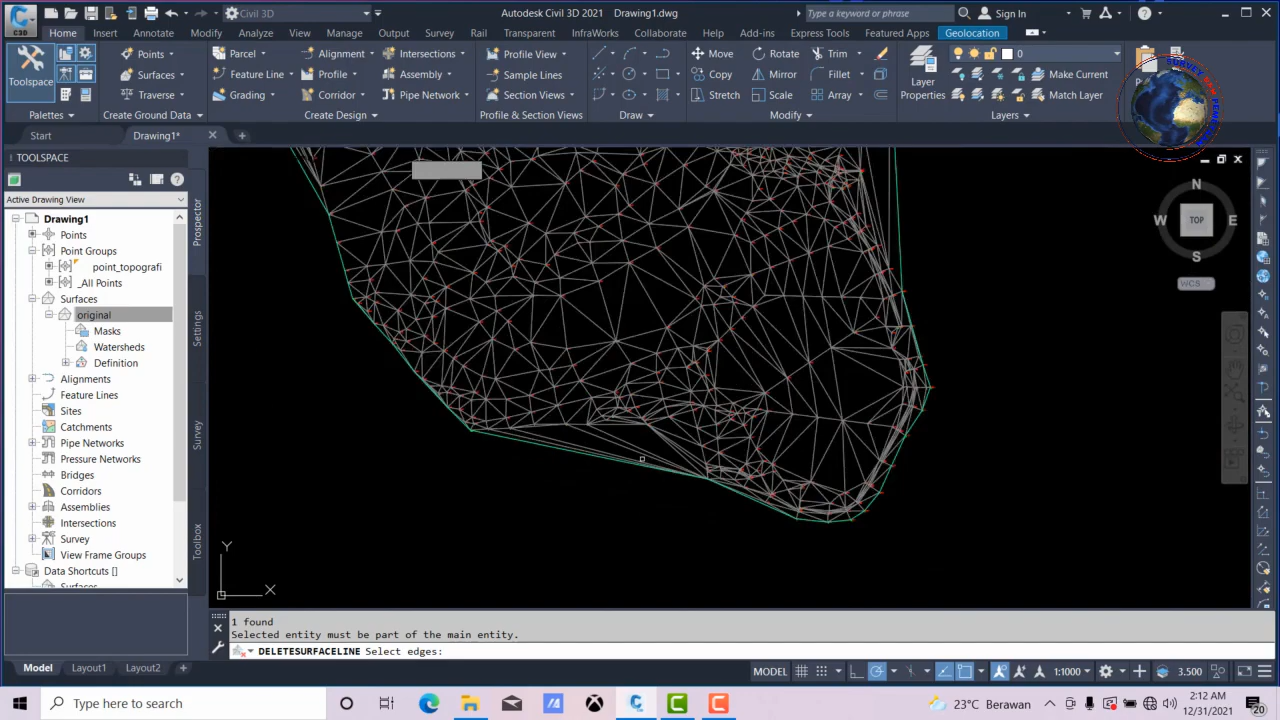 Civil 3D
Autodesk Civil 3D 2021 Drawing1.dwg
Type a keyword or phrase
Sign In
C3D
Home Insert Annotate Modify Analyze View Manage Output Survey Rail Transparent InfraWorks Collaborate Help Add-ins Express Tools Featured Apps Geolocation
Toolspace
Points
Surfaces
Traverse
Parcel
Feature Line
Grading
Alignment
Profile
Corridor
Intersections
Assembly
Pipe Network
Profile View
Sample Lines
Section Views
Move
Copy
Stretch
Rotate
Mirror
Scale
Trim
Fillet
Array
Layer
Properties
0
Make Current
Match Layer
Palettes
Create Ground Data
Create Design
Profile & Section Views
Draw
Modify
Layers
Start
Drawing1*
TOOLSPACE
Active Drawing View
Drawing1
Points
Point Groups
point_topografi
_All Points
Surfaces
original
Masks
Watersheds
Definition
Alignments
Feature Lines
Sites
Catchments
Pipe Networks
Pressure Networks
Bridges
Corridors
Assemblies
Intersections
Survey
View Frame Groups
Data Shortcuts []
Surfaces
Prospector
Settings
Survey
Toolbox
N
W TOP E
S
WCS
Y
X
1 found
Selected entity must be part of the main entity.
DELETESURFACELINE Select edges:
Model Layout1 Layout2
MODEL
1:1000
3.500
Type here to search
23°C Berawan
2:12 AM
12/31/2021
20